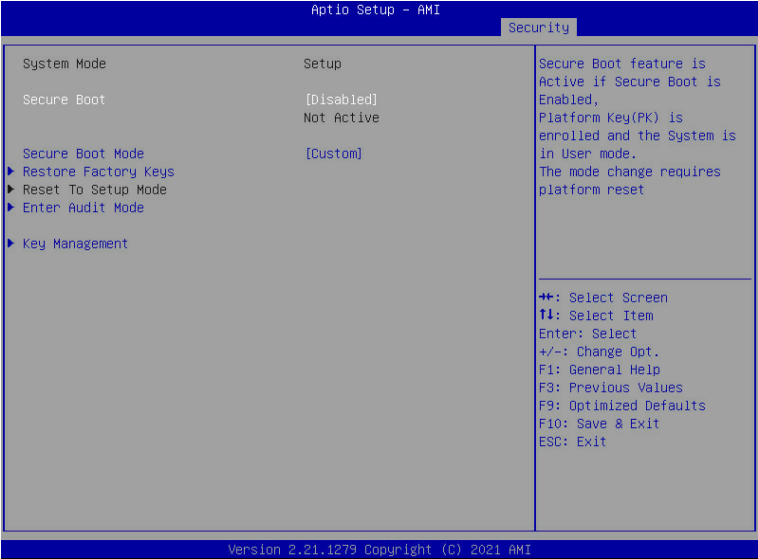 Aptio Setup – AMI
Security
System Mode Setup
Secure Boot [Disabled]
Not Active
Secure Boot Mode [Custom]
Restore Factory Keys
Reset To Setup Mode
Enter Audit Mode
Key Management
Secure Boot feature is
Active if Secure Boot is
Enabled,
Platform Key(PK) is
enrolled and the System is
in User mode.
The mode change requires
platform reset
→←: Select Screen
↑↓: Select Item
Enter: Select
+/-: Change Opt.
F1: General Help
F3: Previous Values
F9: Optimized Defaults
F10: Save & Exit
ESC: Exit
Version 2.21.1279 Copyright (C) 2021 AMI